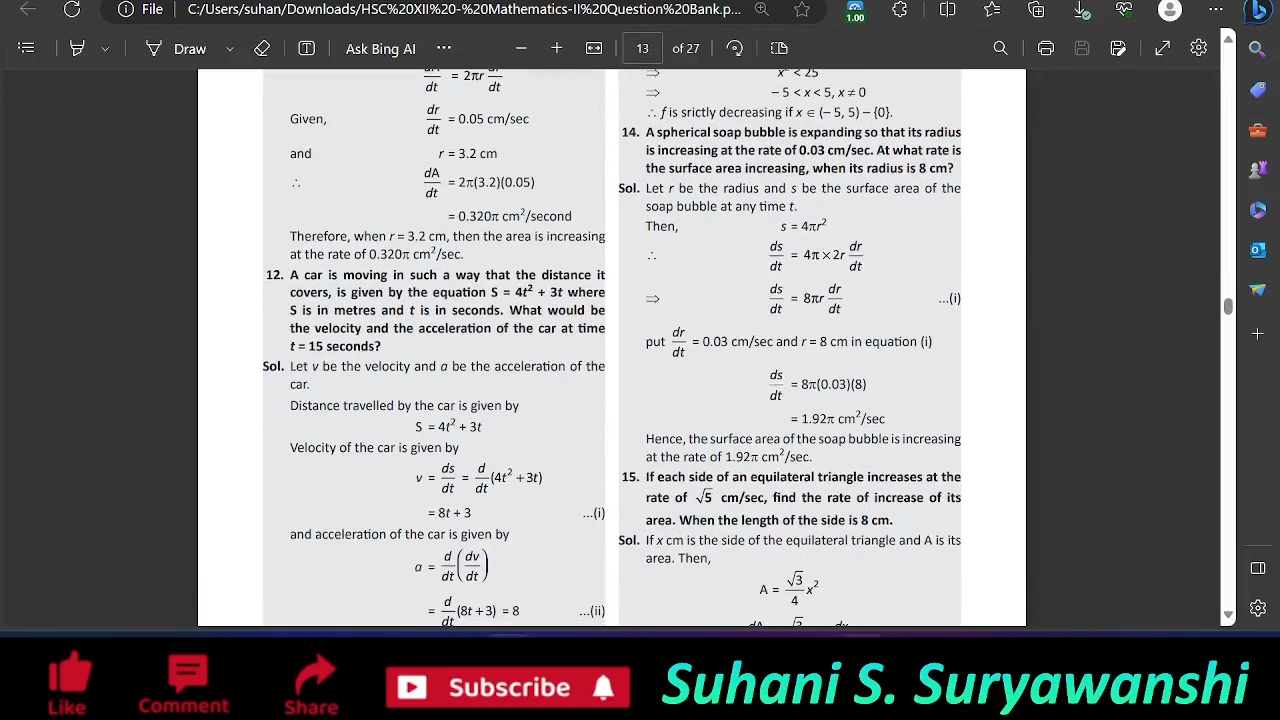 File | C:/Users/suhan/Downloads/HSC%20XII%20-%20Mathematics-II%20Question%20Bank.p...
1.00
Draw
Ask Bing AI
13 of 27
dt = 2πr dt
Given, dr/dt = 0.05 cm/sec
and r = 3.2 cm
∴ dA/dt = 2π(3.2)(0.05)
= 0.320π cm²/second
Therefore, when r = 3.2 cm, then the area is increasing
at the rate of 0.320π cm²/sec.
12. A car is moving in such a way that the distance it
covers, is given by the equation S = 4t² + 3t where
S is in metres and t is in seconds. What would be
the velocity and the acceleration of the car at time
t = 15 seconds?
Sol. Let v be the velocity and a be the acceleration of the
car.
Distance travelled by the car is given by
S = 4t² + 3t
Velocity of the car is given by
v = ds/dt = d/dt(4t² + 3t)
= 8t + 3 ...(i)
and acceleration of the car is given by
a = d/dt(dv/dt)
= d/dt(8t + 3) = 8 ...(ii)
⇒ x² < 25
⇒ – 5 < x < 5, x ≠ 0
∴ f is srictly decreasing if x ∈ (– 5, 5) – {0}.
14. A spherical soap bubble is expanding so that its radius
is increasing at the rate of 0.03 cm/sec. At what rate is
the surface area increasing, when its radius is 8 cm?
Sol. Let r be the radius and s be the surface area of the
soap bubble at any time t.
Then, s = 4πr²
∴ ds/dt = 4π × 2r dr/dt
⇒ ds/dt = 8πr dr/dt ...(i)
put dr/dt = 0.03 cm/sec and r = 8 cm in equation (i)
ds/dt = 8π(0.03)(8)
= 1.92π cm²/sec
Hence, the surface area of the soap bubble is increasing
at the rate of 1.92π cm²/sec.
15. If each side of an equilateral triangle increases at the
rate of √5 cm/sec, find the rate of increase of its
area. When the length of the side is 8 cm.
Sol. If x cm is the side of the equilateral triangle and A is its
area. Then,
A = √3/4 x²
Like
Comment
Share
Subscribe
Suhani S. Suryawanshi